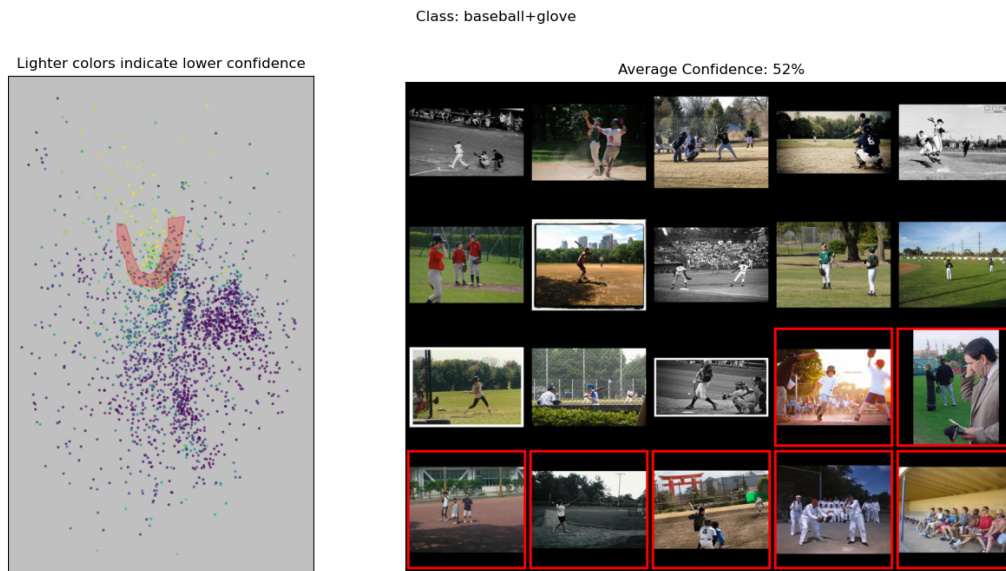 Class: baseball+glove
Lighter colors indicate lower confidence
Average Confidence: 52%